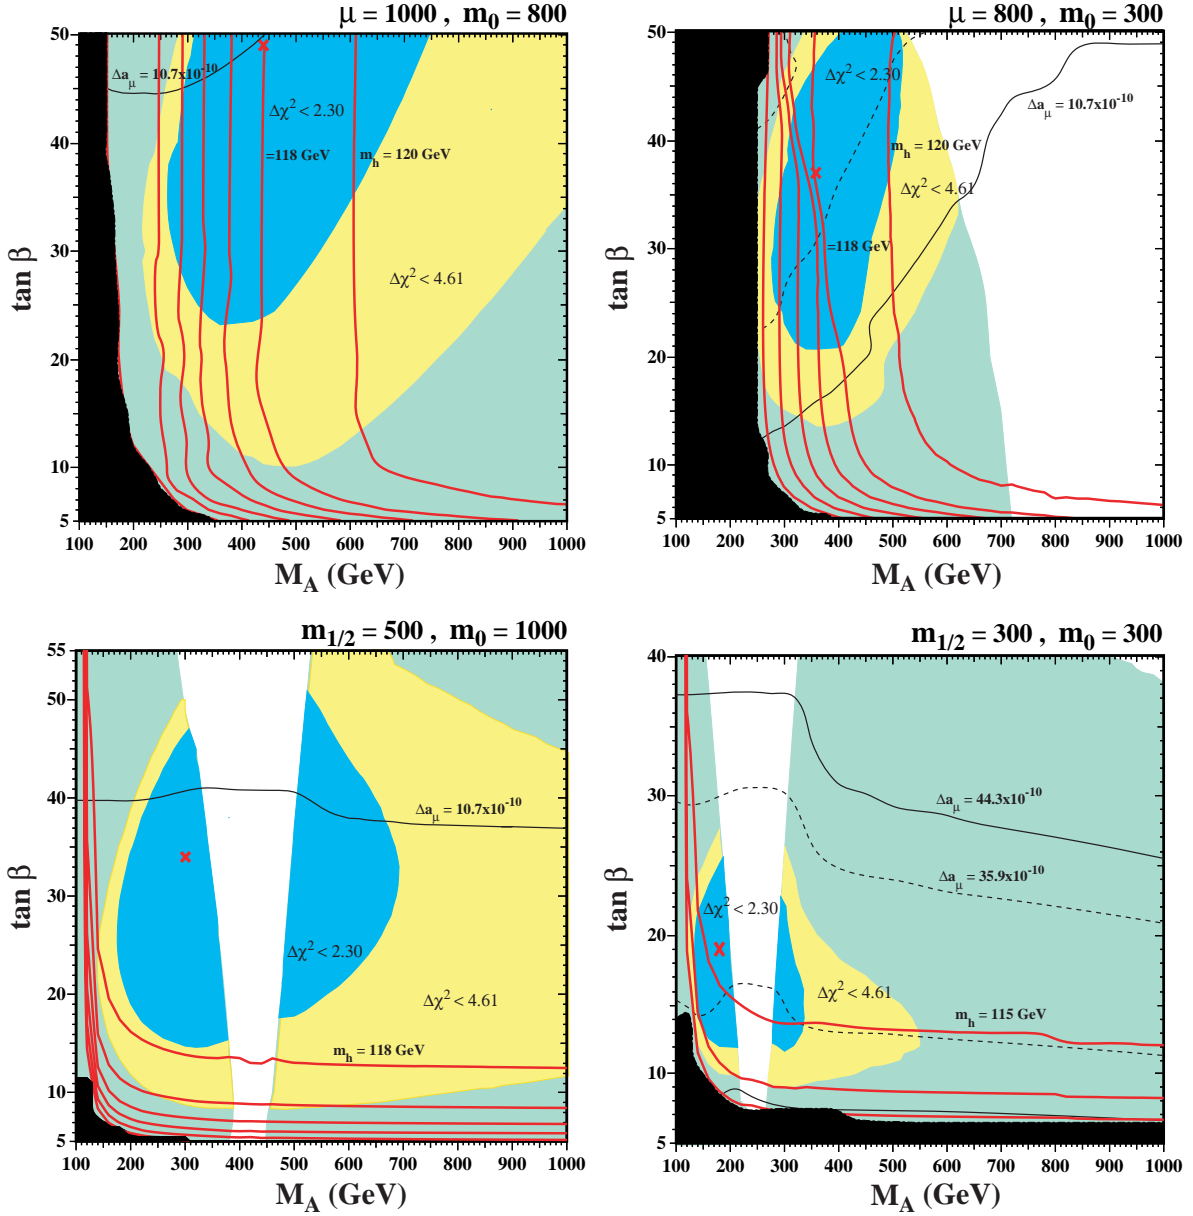 μ = 1000 , m0 = 800
50
40
30
20
10
5
tan β
Δaμ = 10.7x10-10
Δχ2 < 2.30
=118 GeV
mh = 120 GeV
Δχ2 < 4.61
100 200 300 400 500 600 700 800 900 1000
MA (GeV)
μ = 800 , m0 = 300
50
40
30
20
10
5
tan β
Δχ2 < 2.30
Δaμ = 10.7x10-10
mh = 120 GeV
Δχ2 < 4.61
=118 GeV
100 200 300 400 500 600 700 800 900 1000
MA (GeV)
m1/2 = 500 , m0 = 1000
55
50
40
30
20
10
5
tan β
Δaμ = 10.7x10-10
Δχ2 < 2.30
Δχ2 < 4.61
mh = 118 GeV
100 200 300 400 500 600 700 800 900 1000
MA (GeV)
m1/2 = 300 , m0 = 300
40
30
20
10
5
tan β
Δaμ = 44.3x10-10
Δaμ = 35.9x10-10
Δχ2 < 2.30
Δχ2 < 4.61
mh = 115 GeV
100 200 300 400 500 600 700 800 900 1000
MA (GeV)